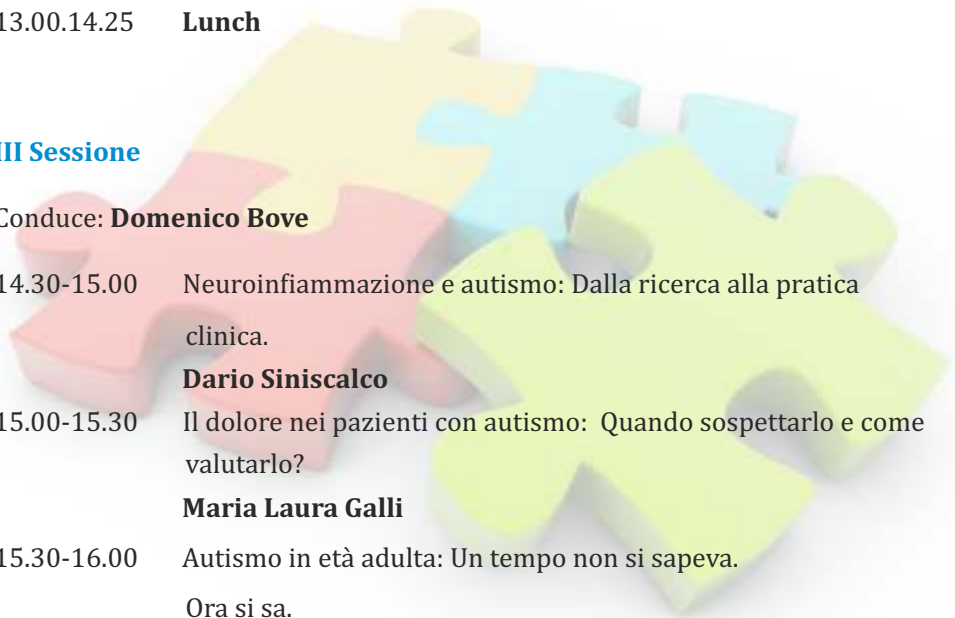 13.00.14.25 Lunch
III Sessione
Conduce: Domenico Bove
14.30-15.00 Neuroinfiammazione e autismo: Dalla ricerca alla pratica
clinica.
Dario Siniscalco
15.00-15.30 Il dolore nei pazienti con autismo: Quando sospettarlo e come
valutarlo?
Maria Laura Galli
15.30-16.00 Autismo in età adulta: Un tempo non si sapeva.
Ora si sa.